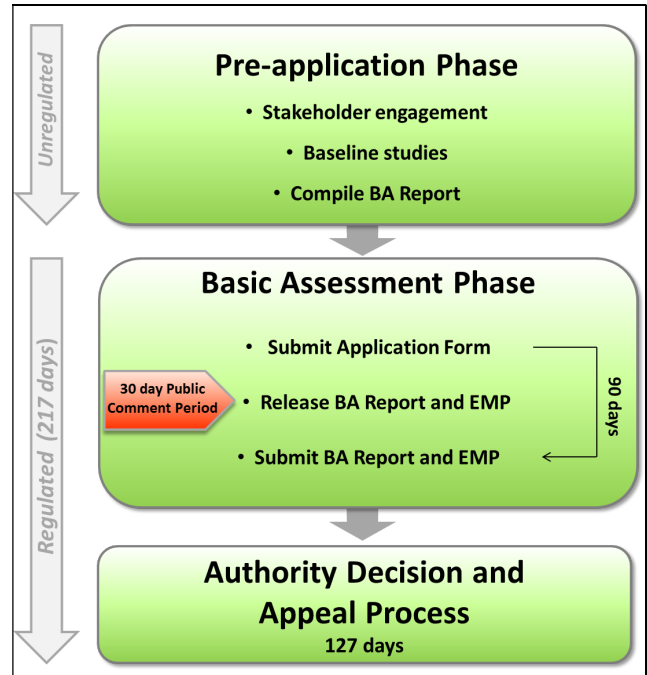 Unregulated
Pre-application Phase
• Stakeholder engagement
• Baseline studies
• Compile BA Report
Regulated (217 days)
Basic Assessment Phase
• Submit Application Form
30 day Public
Comment Period
• Release BA Report and EMP
• Submit BA Report and EMP
90 days
Authority Decision and
Appeal Process
127 days